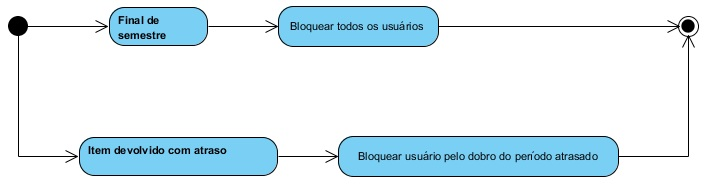 Final de
semestre
Bloquear todos os usuários
Item devolvido com atraso
Bloquear usuário pelo dobro do período atrasado